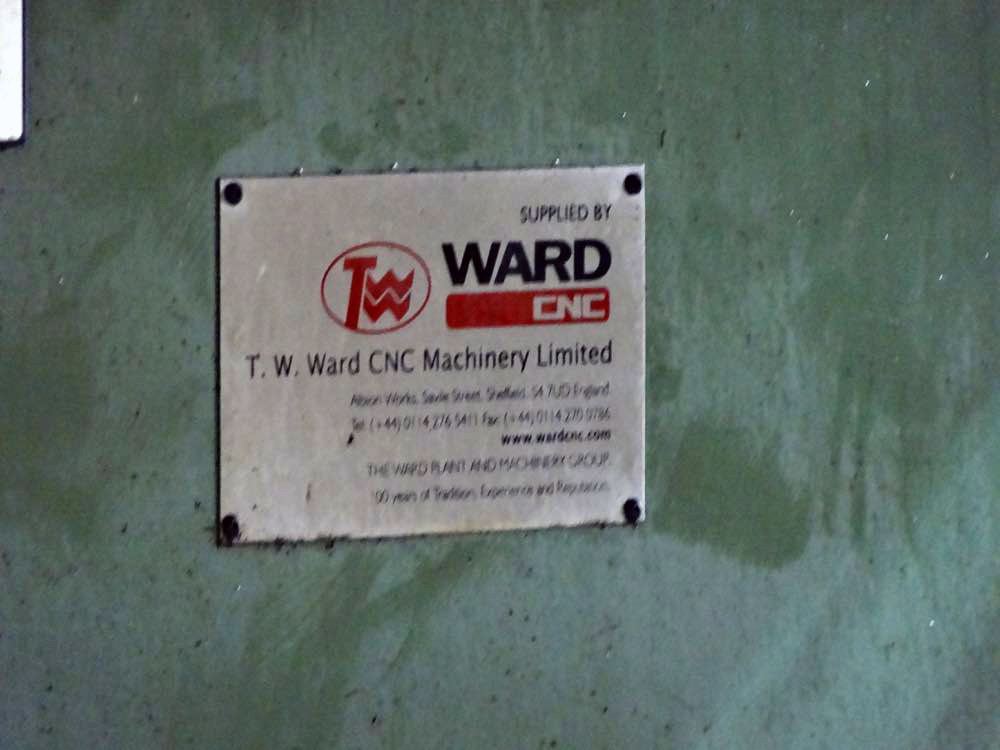 SUPPLIED BY
TW
WARD
CNC
T. W. Ward CNC Machinery Limited
Albion Works, Savile Street, Sheffield. S4 7UD England
Tel: (+44) 0114 276 5411 Fax: (+44) 0114 270 0786
www.wardcnc.com
THE WARD PLANT AND MACHINERY GROUP.
100 years of Tradition, Experience and Reputation.